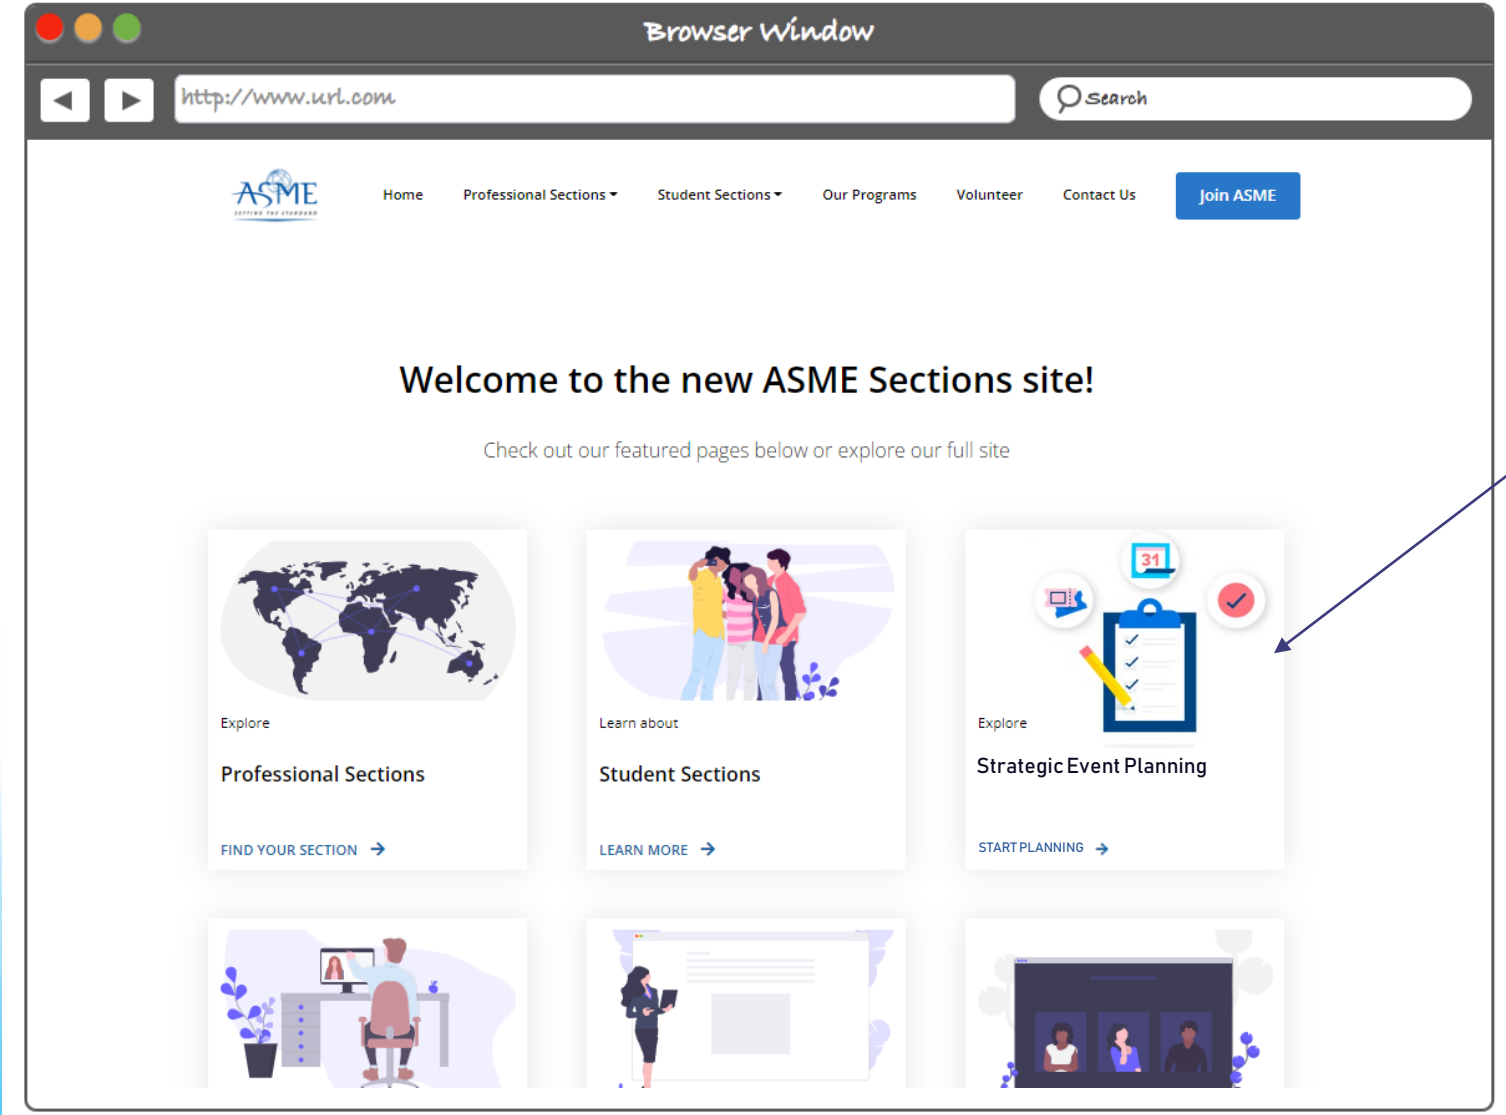 Browser Window
http://www.url.com
Search
ASME
SETTING THE STANDARD
Home Professional Sections Student Sections Our Programs Volunteer Contact Us Join ASME
Welcome to the new ASME Sections site!
Check out our featured pages below or explore our full site
31
Explore
Professional Sections
FIND YOUR SECTION
Learn about
Student Sections
LEARN MORE
Explore
Strategic Event Planning
START PLANNING